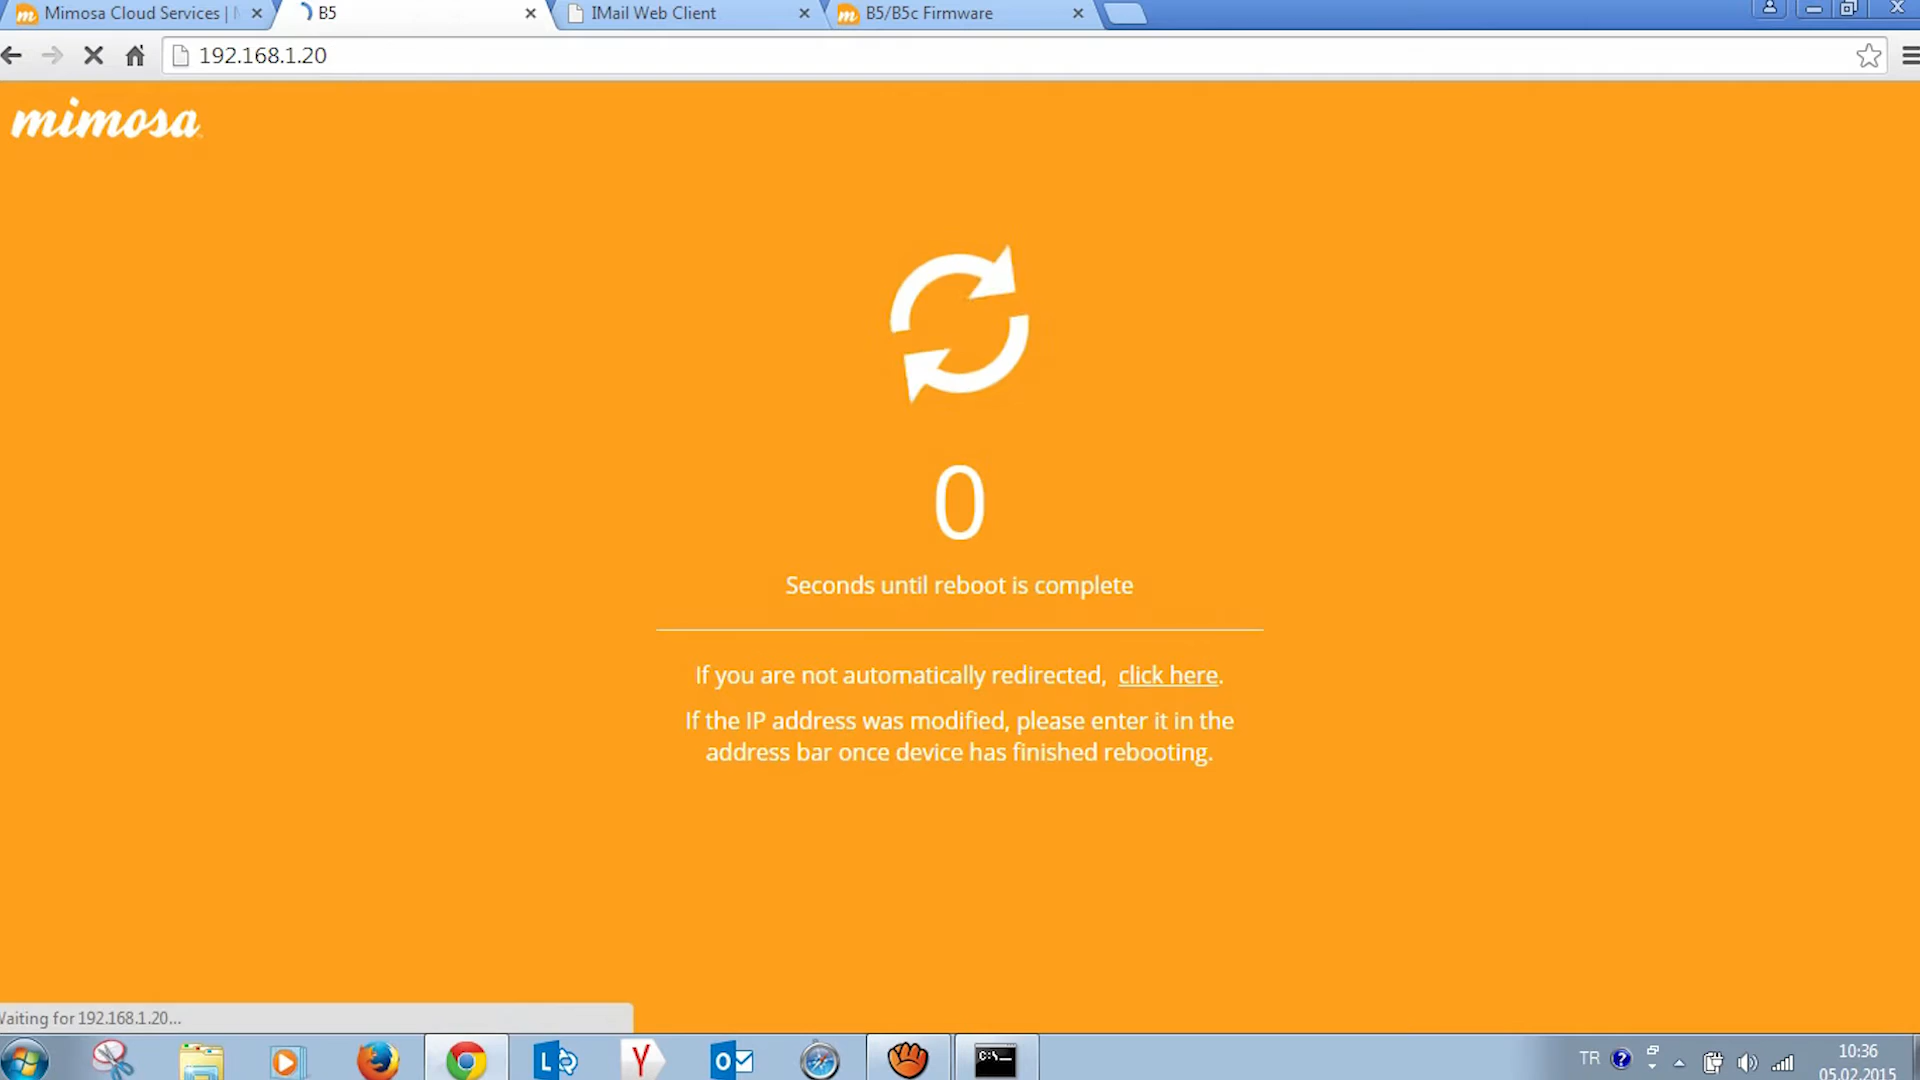 Mimosa Cloud Services |
B5
IMail Web Client
B5/B5c Firmware
192.168.1.20
mimosa
0
Seconds until reboot is complete
If you are not automatically redirected, click here.
If the IP address was modified, please enter it in the
address bar once device has finished rebooting.
Waiting for 192.168.1.20...
C:\
TR
10:36
05.02.2015